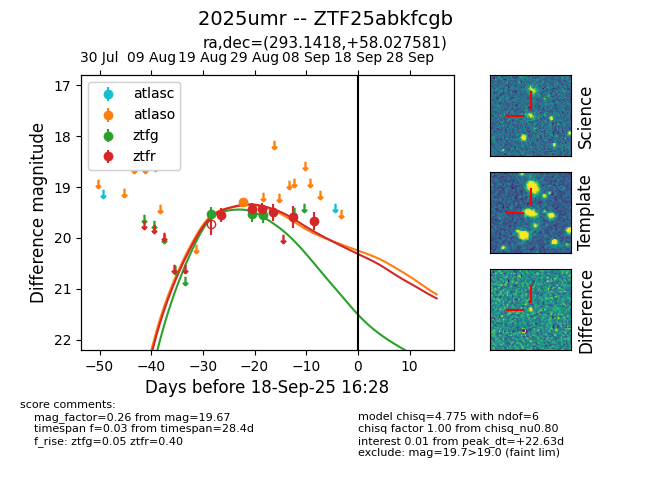 2025umr -- ZTF25abkfcgb
ra,dec=(293.1418,+58.027581)
30 Jul 09 Aug 19 Aug 29 Aug 08 Sep 18 Sep 28 Sep
17
18
19
20
21
22
Difference magnitude
atlasc
atlaso
ztfg
ztfr
−50 −40 −30 −20 −10 0 10
Days before 18-Sep-25 16:28
Science
Template
Difference
score comments:
mag_factor=0.26 from mag=19.67
timespan f=0.03 from timespan=28.4d
f_rise: ztfg=0.05 ztfr=0.40
model chisq=4.775 with ndof=6
chisq factor 1.00 from chisq_nu0.80
interest 0.01 from peak_dt=+22.63d
exclude: mag=19.7>19.0 (faint lim)